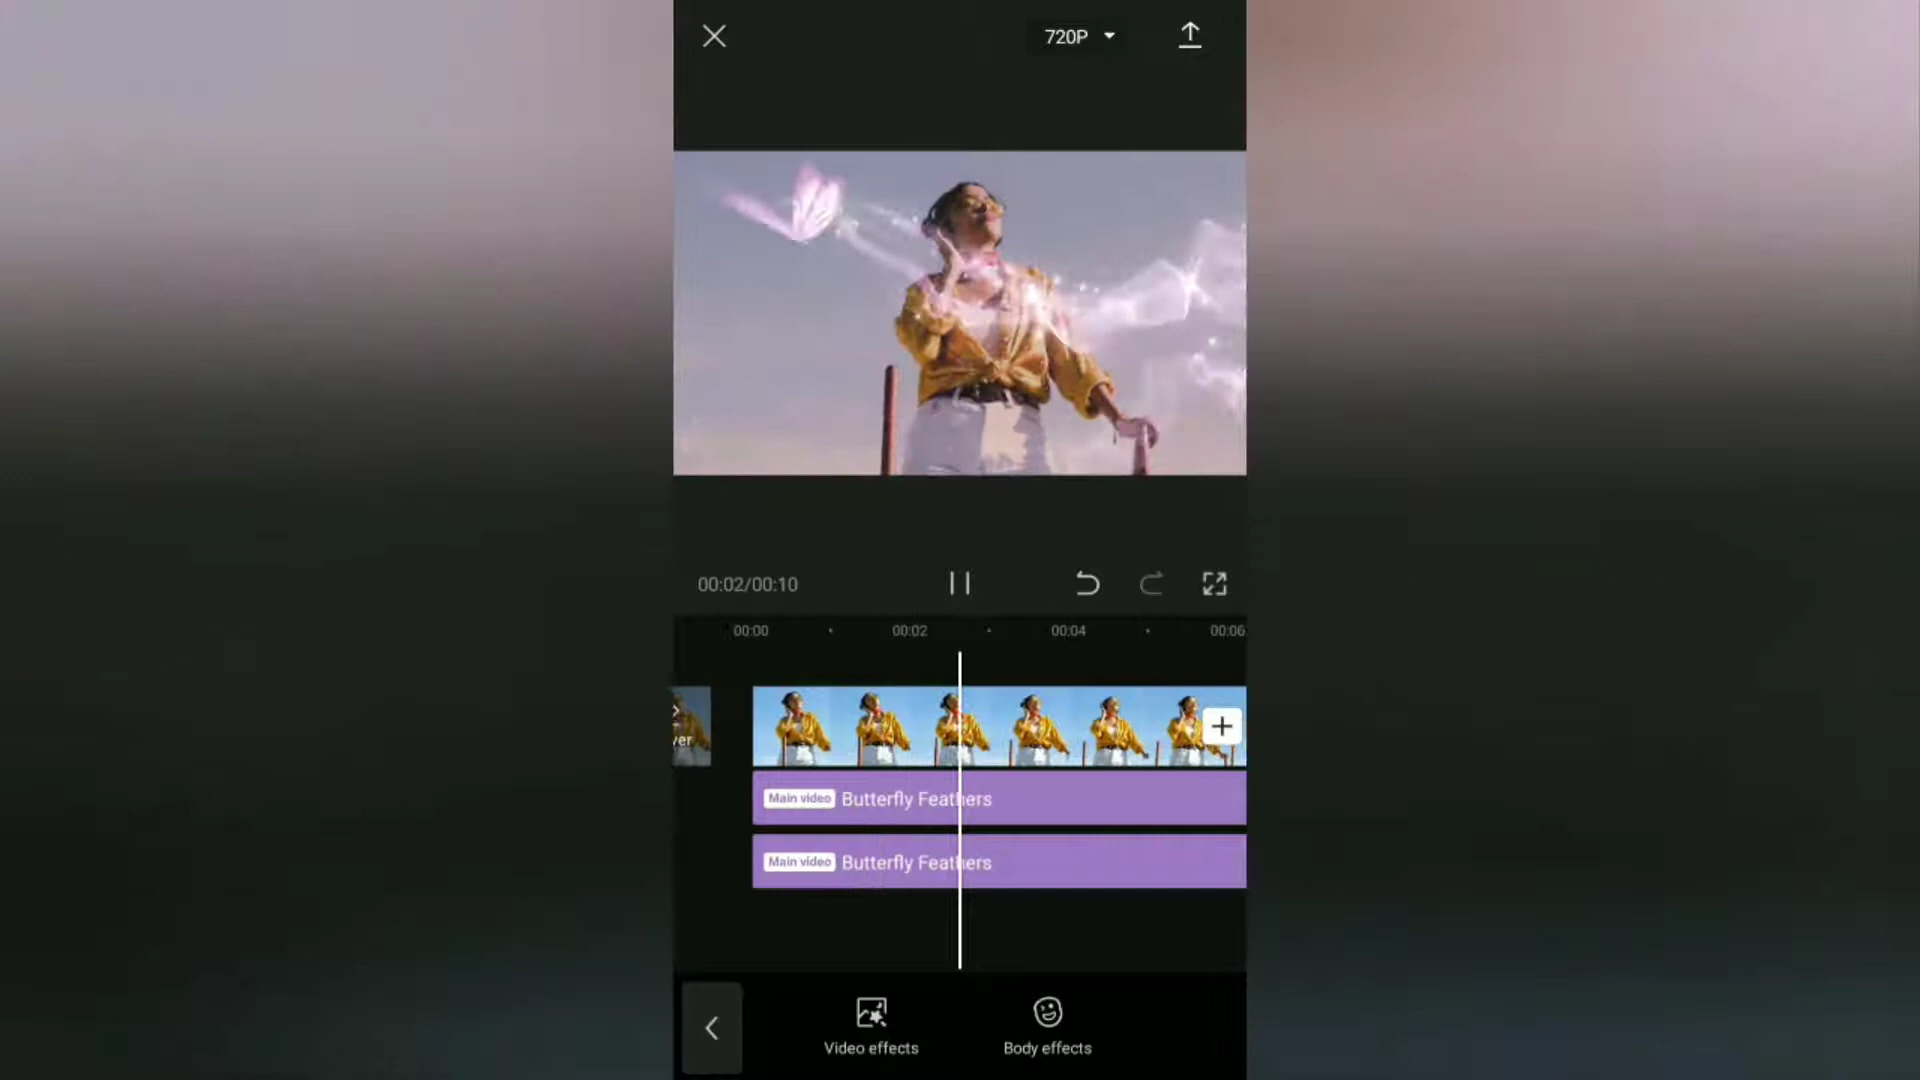 720P
00:02/00:10
00:00
00:02
00:04
00:06
ver
Main video Butterfly Feathers
Main video Butterfly Feathers
Video effects
Body effects